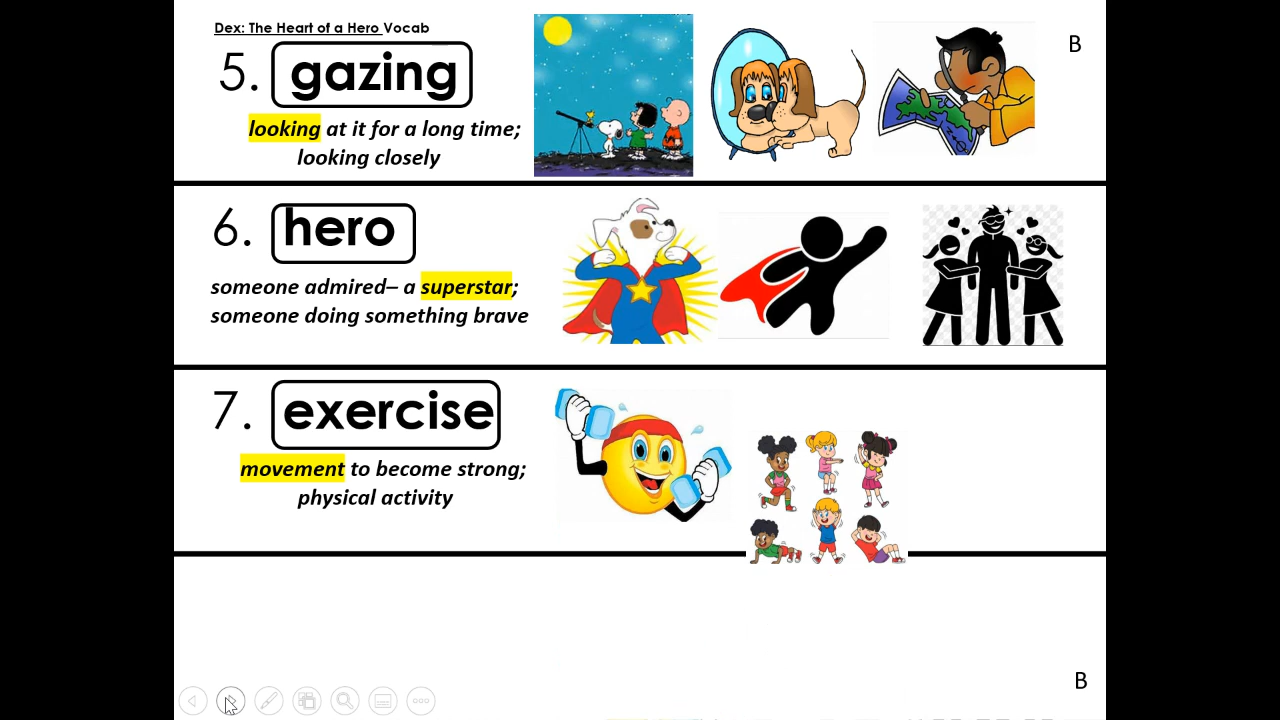 Dex: The Heart of a Hero Vocab
B
5. gazing
looking at it for a long time;
looking closely
6. hero
someone admired– a superstar;
someone doing something brave
7. exercise
movement to become strong;
physical activity
B